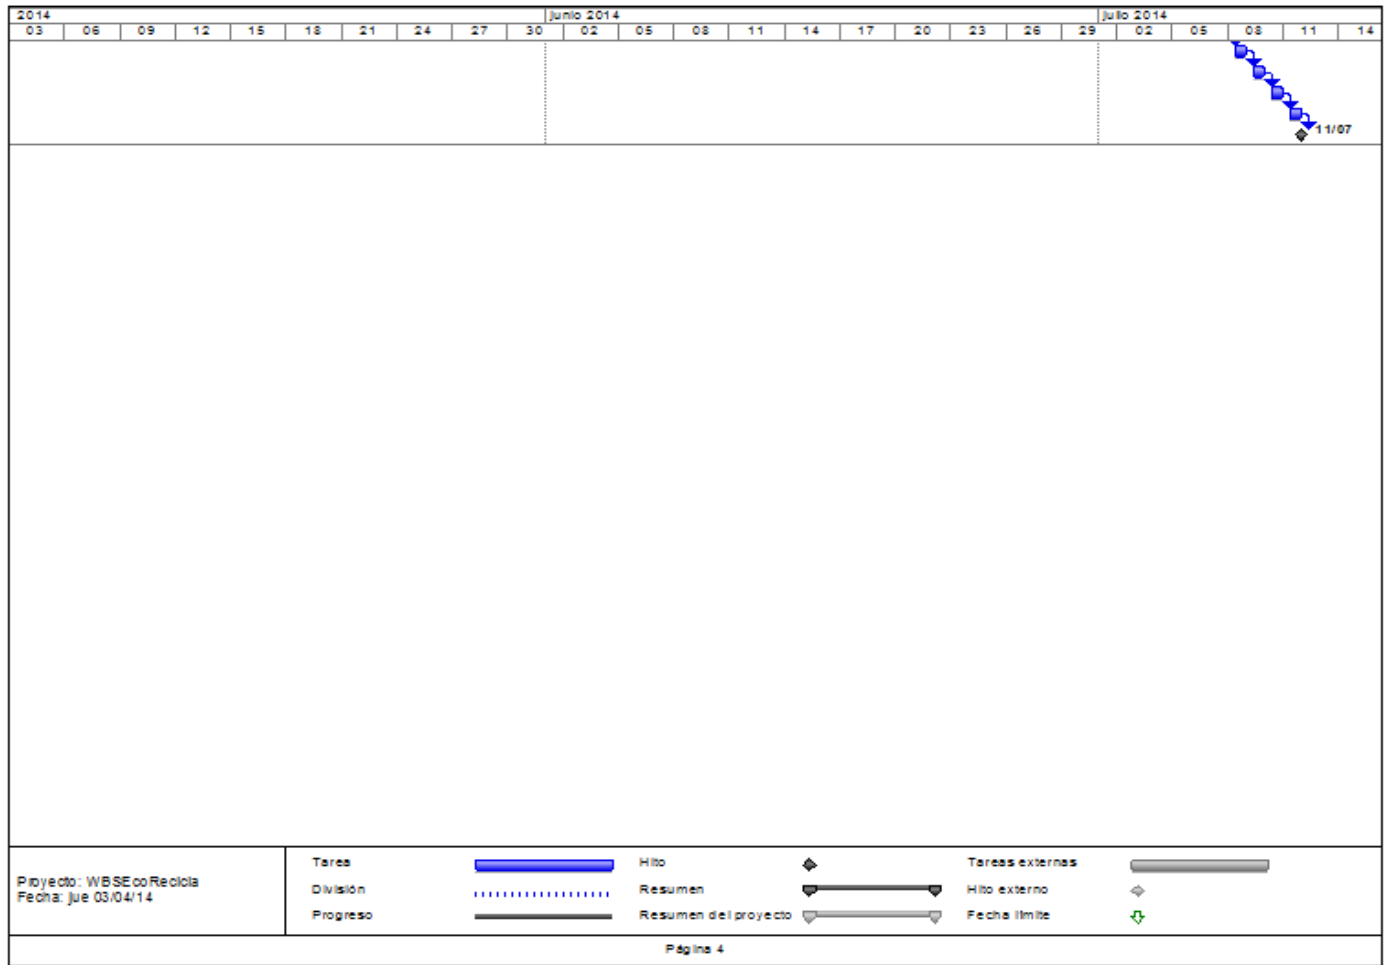 2014 junio 2014 julio 2014
03 06 09 12 15 18 21 24 27 30 02 05 08 11 14 17 20 23 26 29 02 05 08 11 14
11/07
Proyecto: WBSEcoRecicla
Fecha: jue 03/04/14
Tarea
División
Progreso
Hito
Resumen
Resumen del proyecto
Tareas externas
Hito externo
Fecha límite
Página 4